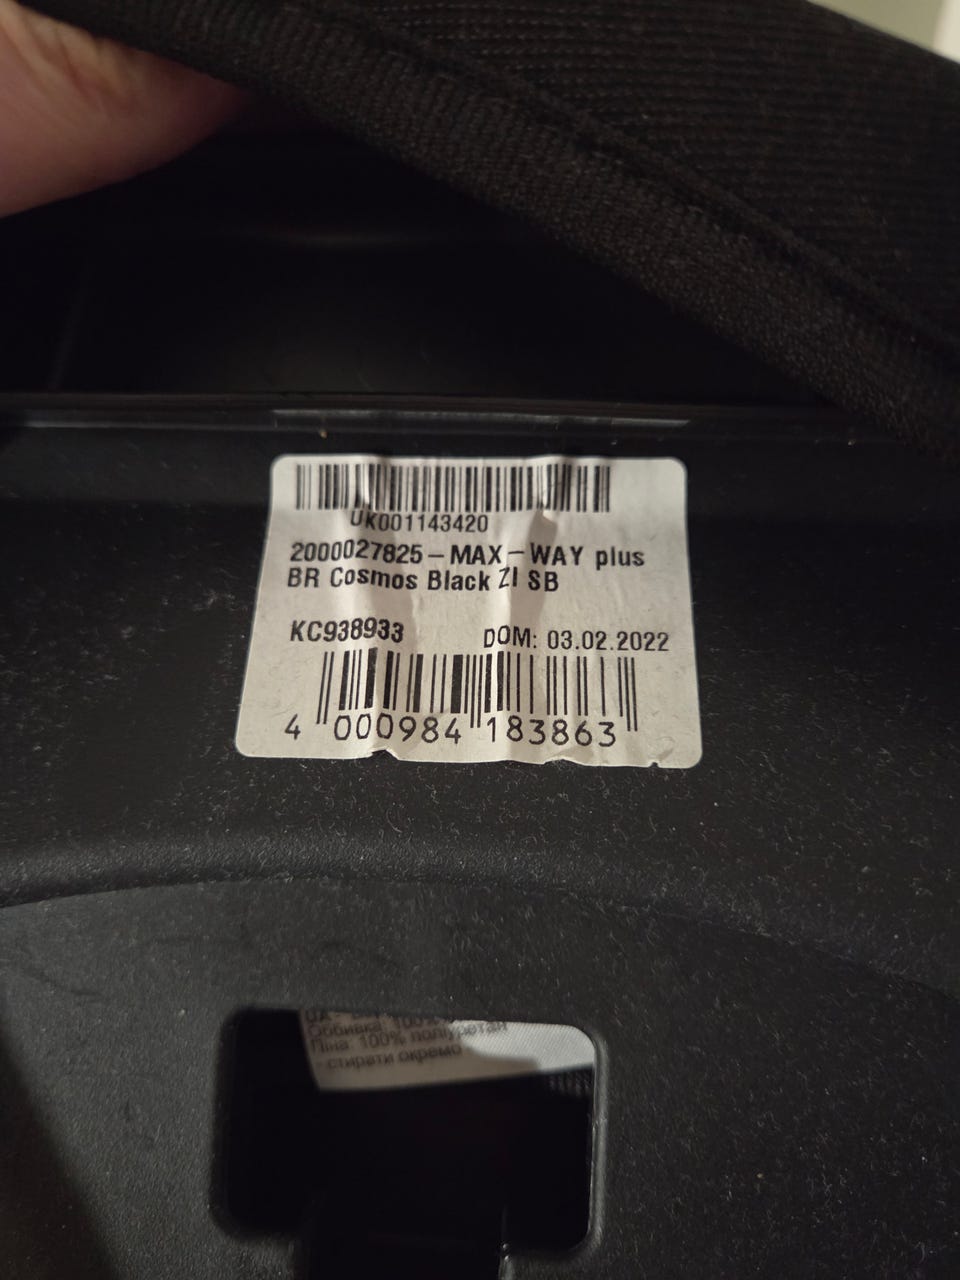 UK001143420
2000027825-MAX-WAY plus
BR Cosmos Black ZI SB
KC938933 DOM: 03.02.2022
4 000984 183863
UA -
Оббивка: 100%
Піна: 100% поліуретан
- стирати окремо